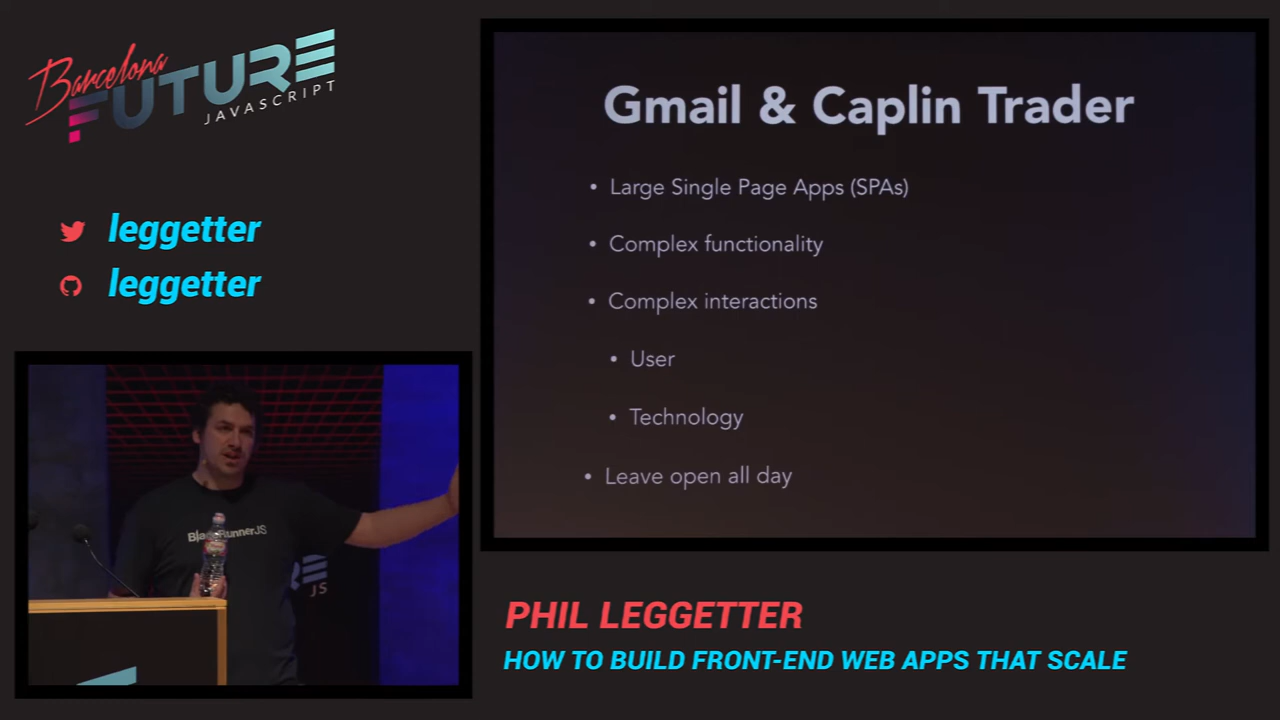 Barcelona
FUTURE
JAVASCRIPT
leggetter
leggetter
Gmail & Caplin Trader
• Large Single Page Apps (SPAs)
• Complex functionality
• Complex interactions
• User
• Technology
• Leave open all day
JS
PHIL LEGGETTER
HOW TO BUILD FRONT-END WEB APPS THAT SCALE